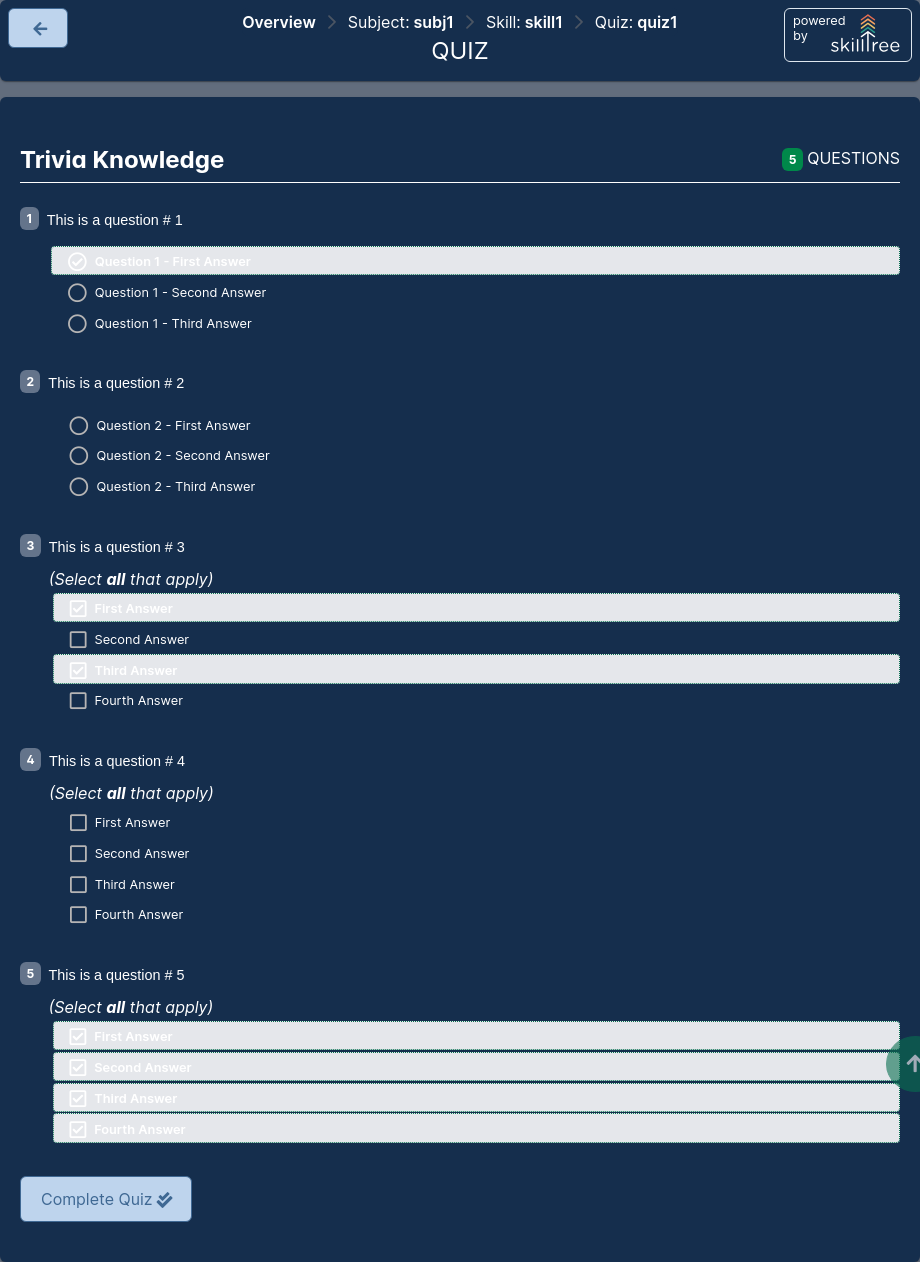 Overview Subject: subj1 Skill: skill1 Quiz: quiz1
QUIZ
powered
by
skilltree
Trivia Knowledge
5 QUESTIONS
1 This is a question # 1
Question 1 - First Answer
Question 1 - Second Answer
Question 1 - Third Answer
2 This is a question # 2
Question 2 - First Answer
Question 2 - Second Answer
Question 2 - Third Answer
3 This is a question # 3
(Select all that apply)
First Answer
Second Answer
Third Answer
Fourth Answer
4 This is a question # 4
(Select all that apply)
First Answer
Second Answer
Third Answer
Fourth Answer
5 This is a question # 5
(Select all that apply)
First Answer
Second Answer
Third Answer
Fourth Answer
Complete Quiz